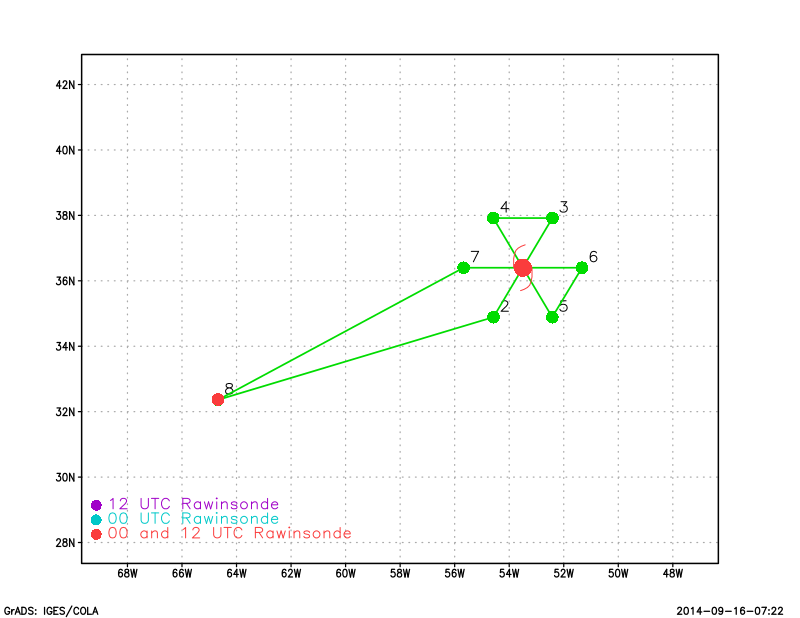 42N
40N
4
3
38N
7
6
36N
2
5
34N
8
32N
30N
12 UTC Rawinsonde
00 UTC Rawinsonde
00 and 12 UTC Rawinsonde
28N
68W 66W 64W 62W 60W 58W 56W 54W 52W 50W 48W
GrADS: IGES/COLA
2014-09-16-07:22